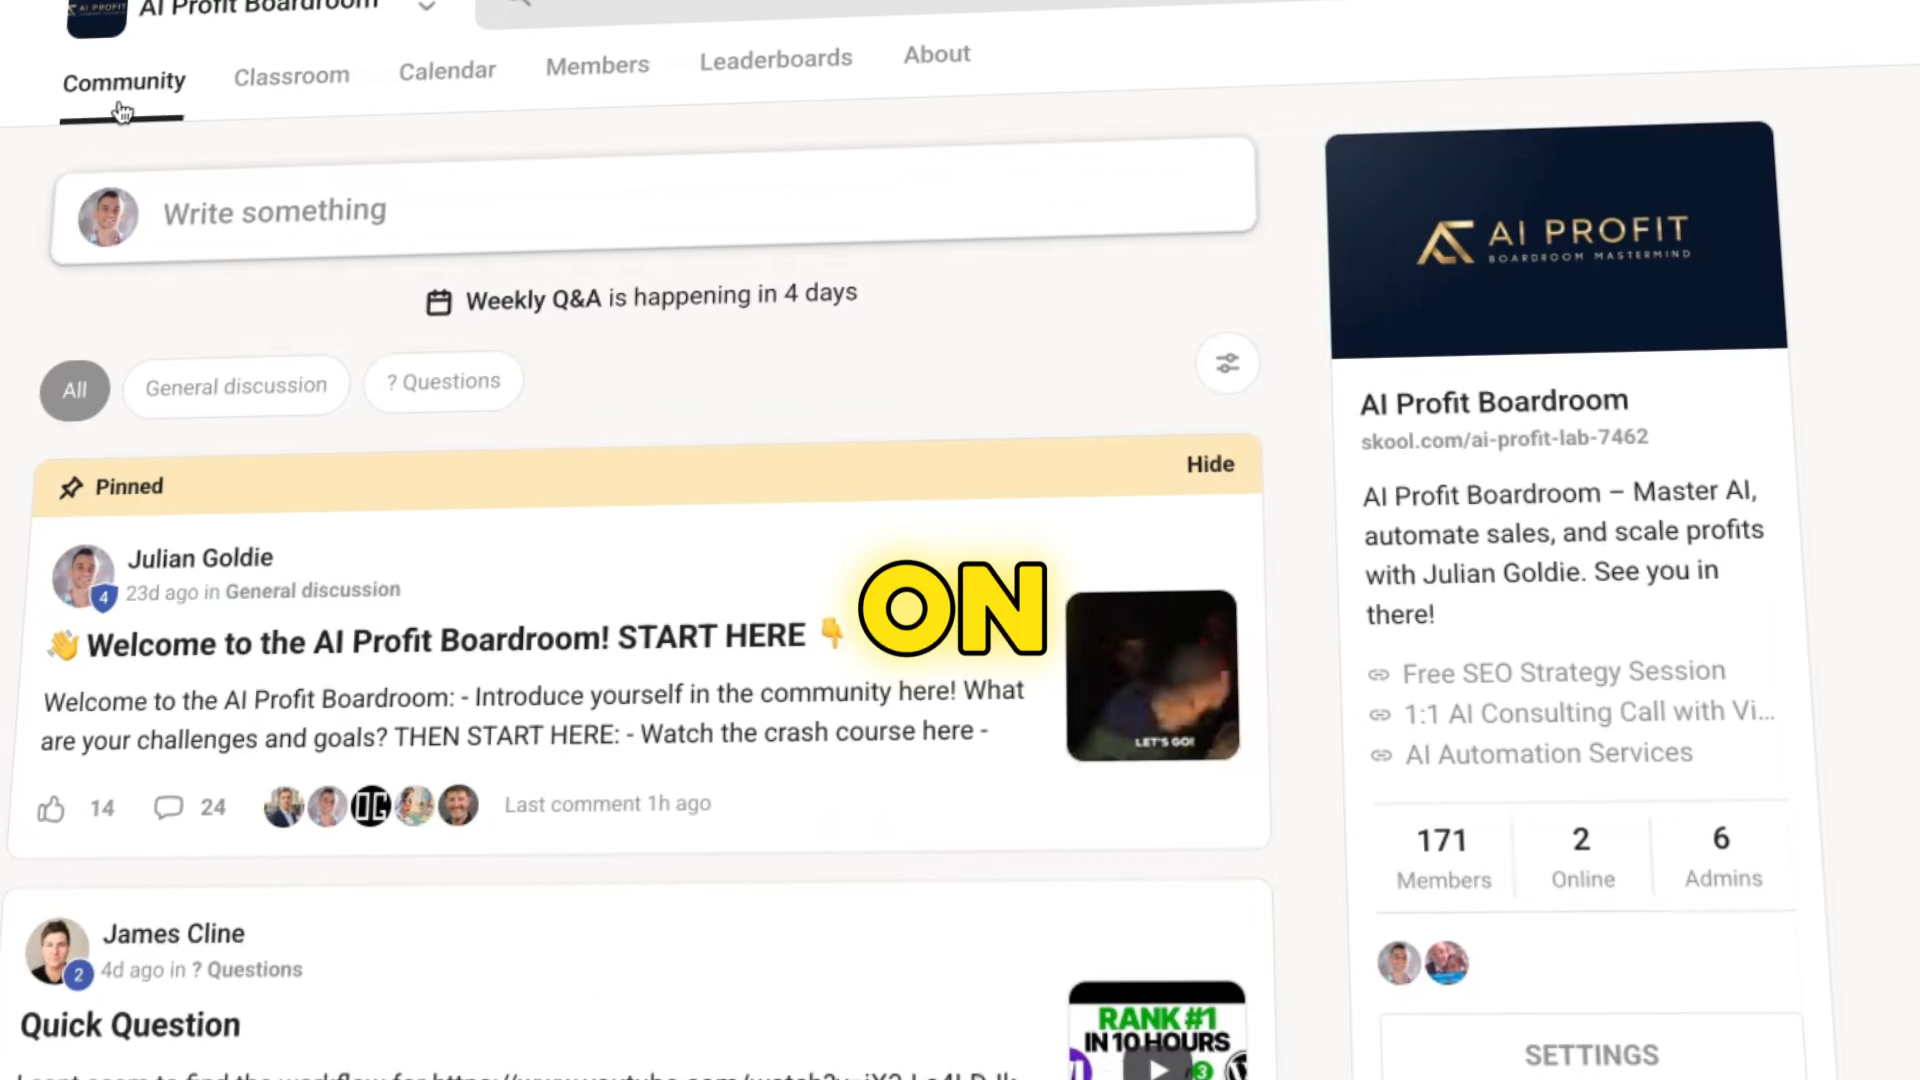 AI Profit Boardroom
Community
Classroom
Calendar
Members
Leaderboards
About
Write something
Weekly Q&A is happening in 4 days
All
General discussion
? Questions
Pinned
Hide
Julian Goldie
4
23d ago in General discussion
👋 Welcome to the AI Profit Boardroom! START HERE 👇
ON
Welcome to the AI Profit Boardroom: - Introduce yourself in the community here! What
are your challenges and goals? THEN START HERE: - Watch the crash course here -
LET'S GO!
14
24
OG
Last comment 1h ago
James Cline
2
4d ago in ? Questions
Quick Question
RANK #1
IN 10 HOURS
3
AI PROFIT
BOARDROOM MASTERMIND
AI Profit Boardroom
skool.com/ai-profit-lab-7462
AI Profit Boardroom – Master AI,
automate sales, and scale profits
with Julian Goldie. See you in
there!
Free SEO Strategy Session
1:1 AI Consulting Call with Vi...
AI Automation Services
171
Members
2
Online
6
Admins
SETTINGS